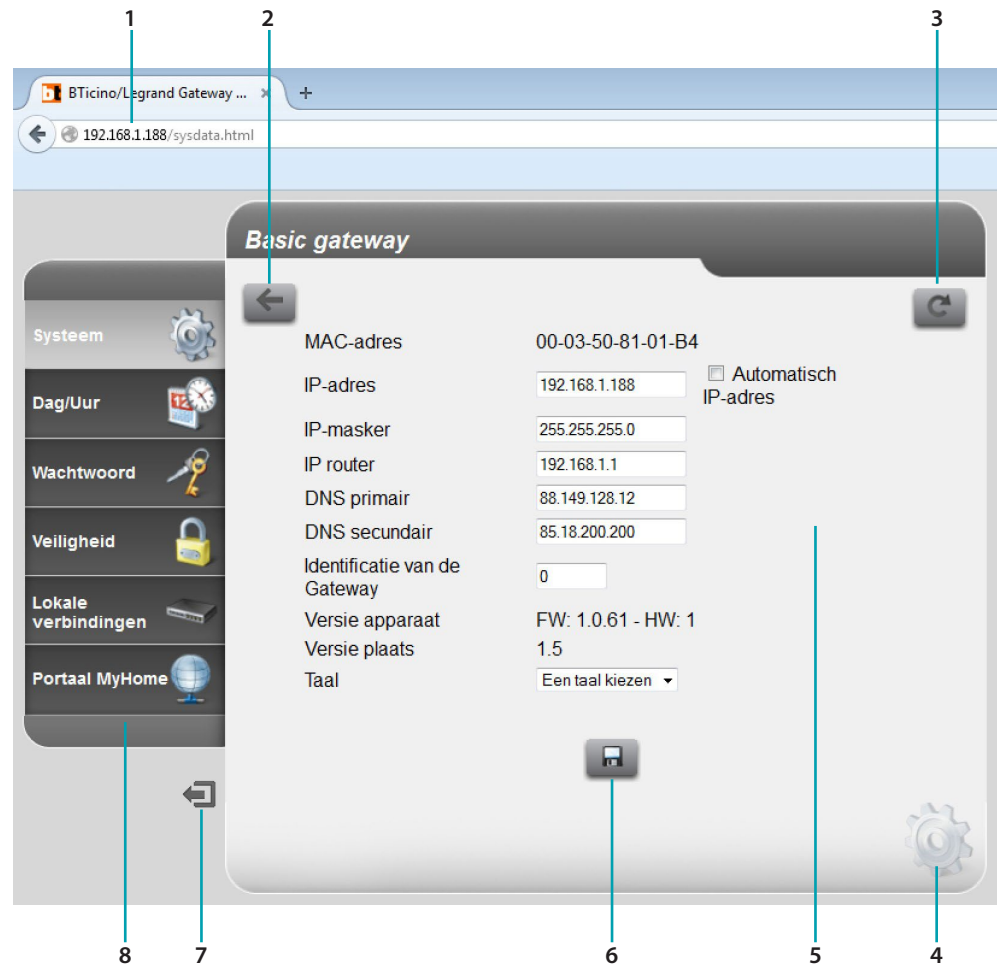 1 2 3
BTicino/Legrand Gateway ...
192.168.1.188/sysdata.html
Basic gateway
Systeem
Dag/Uur
Wachtwoord
Veiligheid
Lokale
verbindingen
Portaal MyHome
MAC-adres 00-03-50-81-01-B4
IP-adres 192.168.1.188 Automatisch
IP-adres
IP-masker 255.255.255.0
IP router 192.168.1.1
DNS primair 88.149.128.12
DNS secundair 85.18.200.200
Identificatie van de
Gateway 0
Versie apparaat FW: 1.0.61 - HW: 1
Versie plaats 1.5
Taal Een taal kiezen
8 7 6 5 4